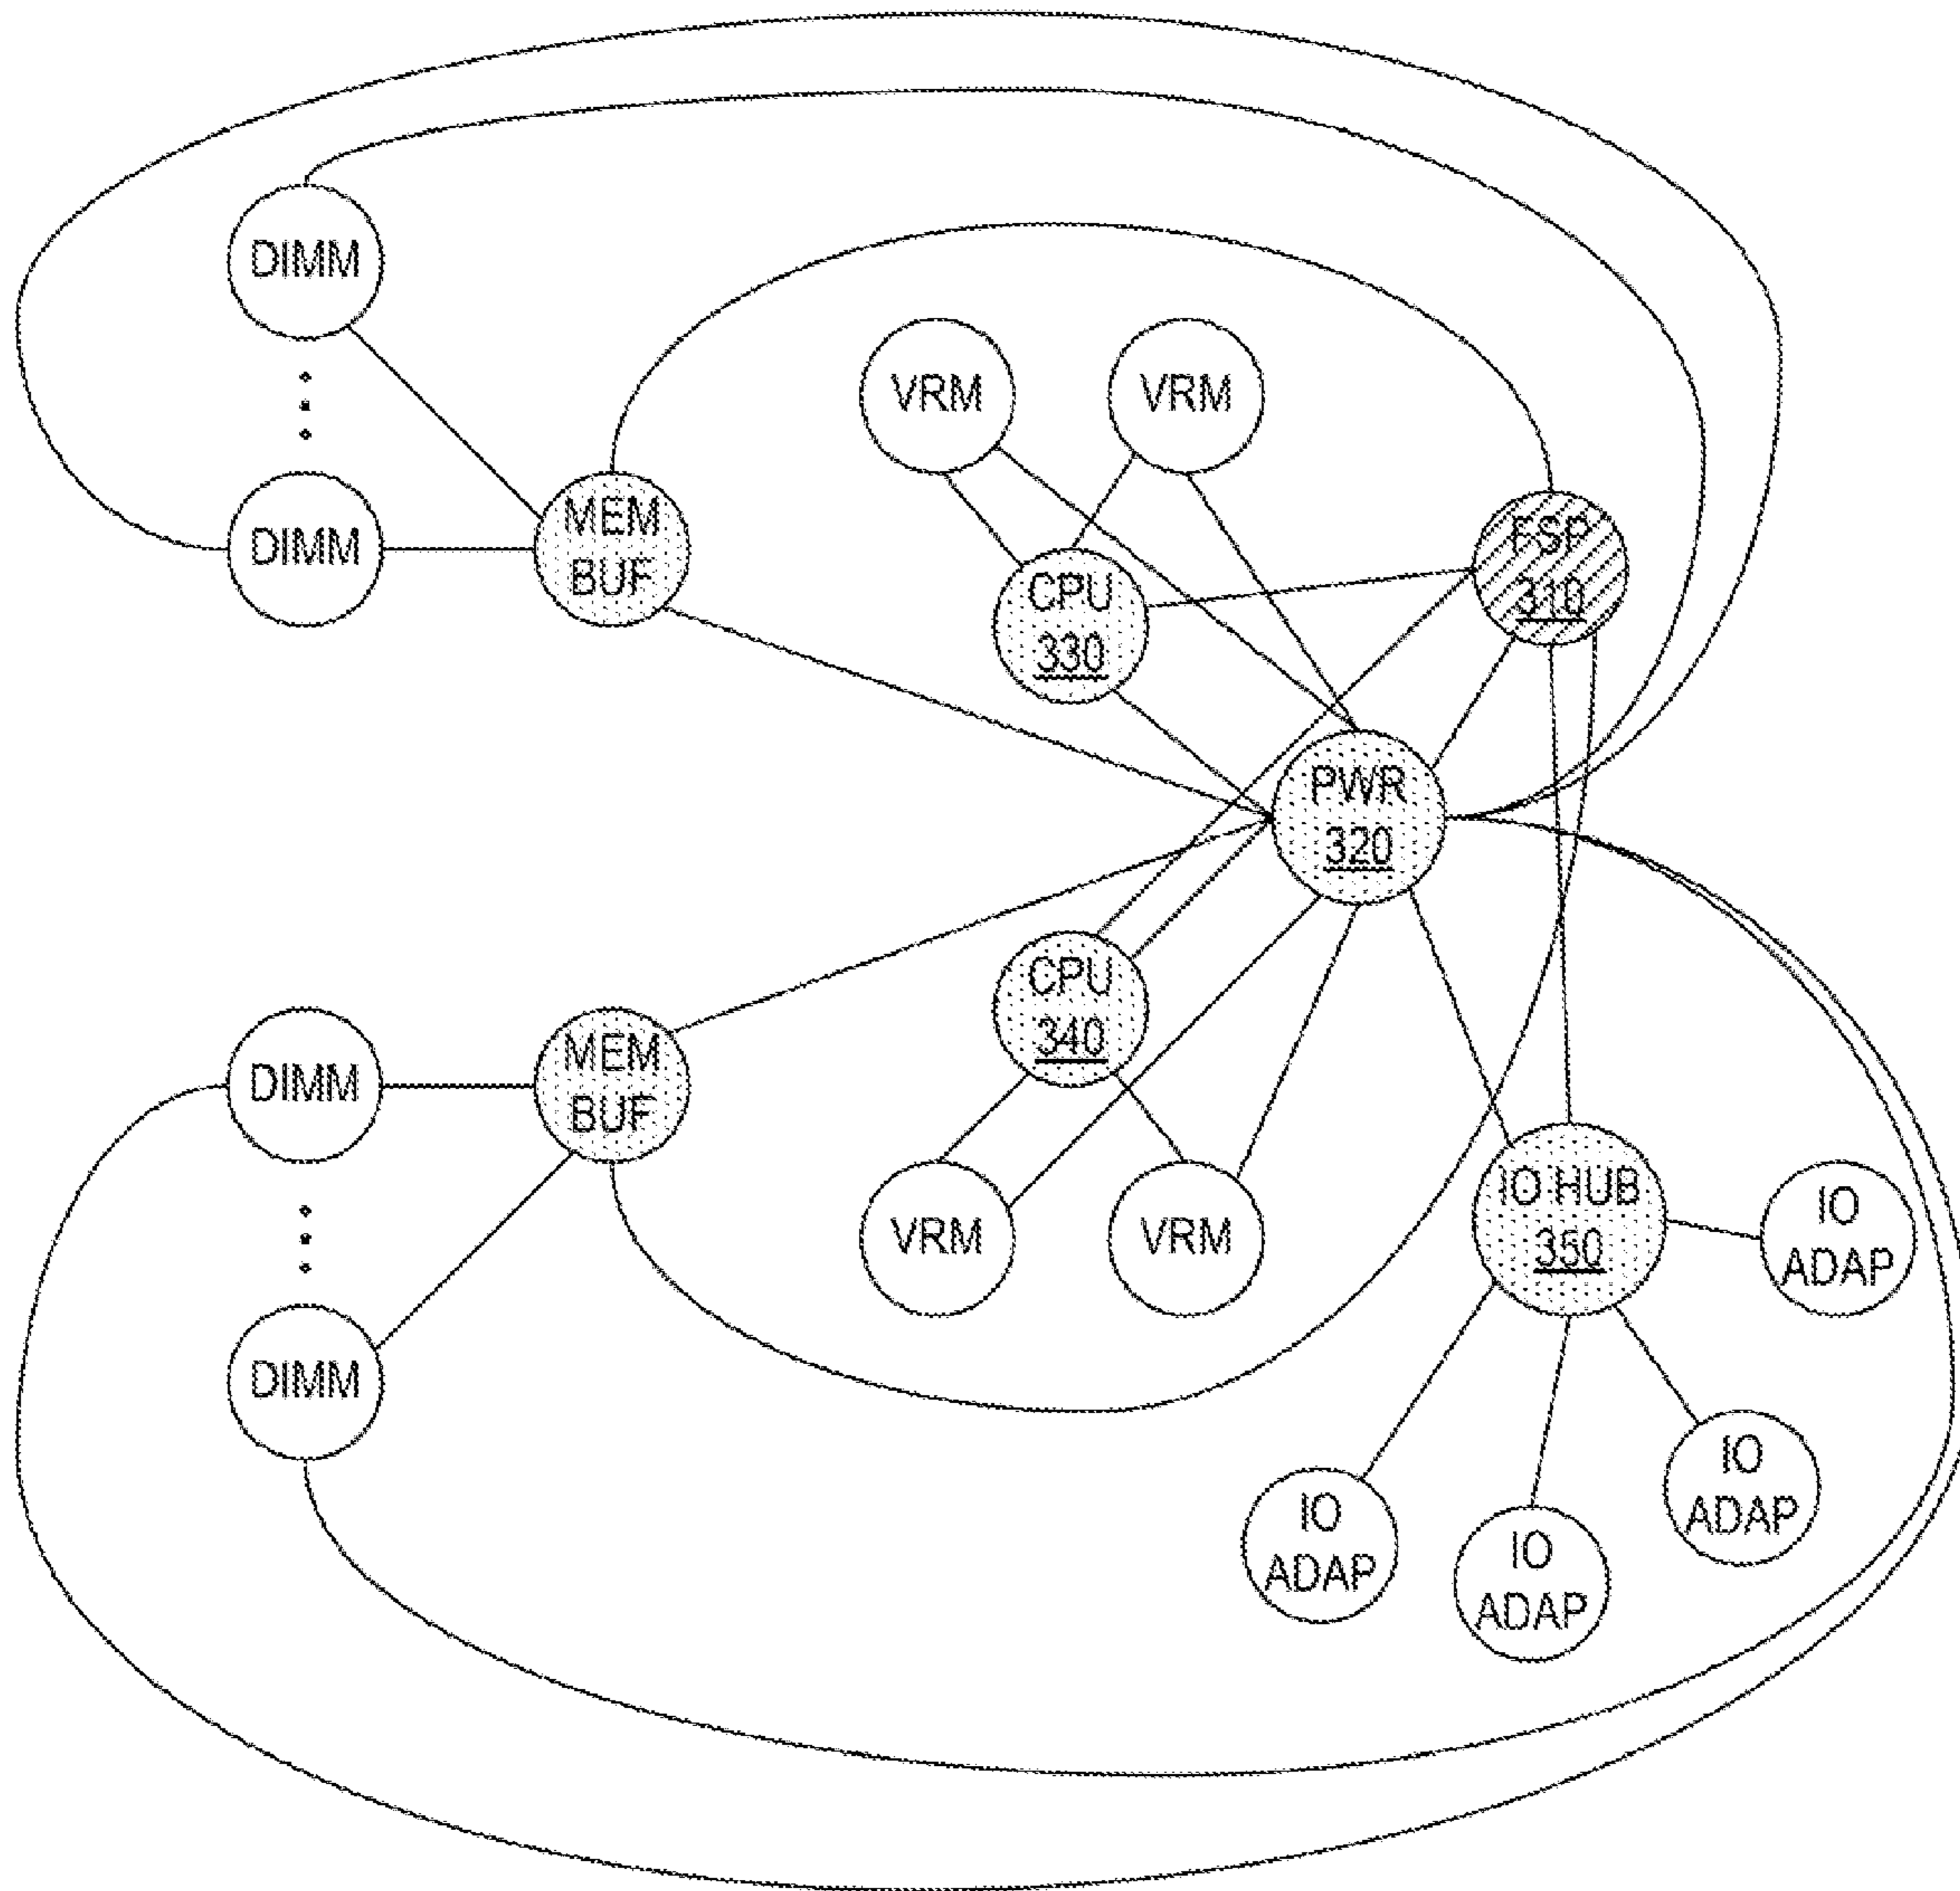 DIMM
VRM
VRM
DIMM
MEM
BUF
FSP
310
CPU
330
PWR
320
CPU
340
DIMM
MEM
BUF
VRM
VRM
IO HUB
350
IO
ADAP
DIMM
IO
ADAP
IO
ADAP
IO
ADAP